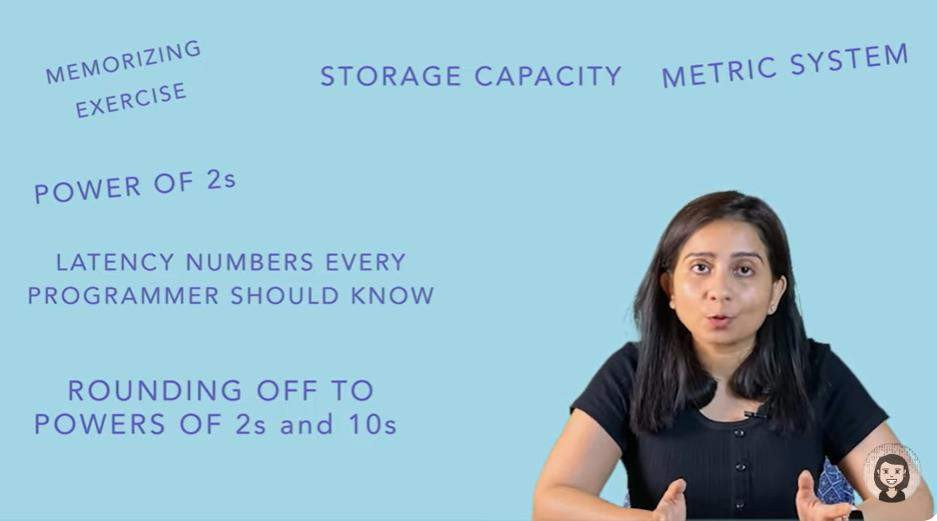 MEMORIZING
EXERCISE
STORAGE CAPACITY
METRIC SYSTEM
POWER OF 2s
LATENCY NUMBERS EVERY
PROGRAMMER SHOULD KNOW
ROUNDING OFF TO
POWERS OF 2s and 10s